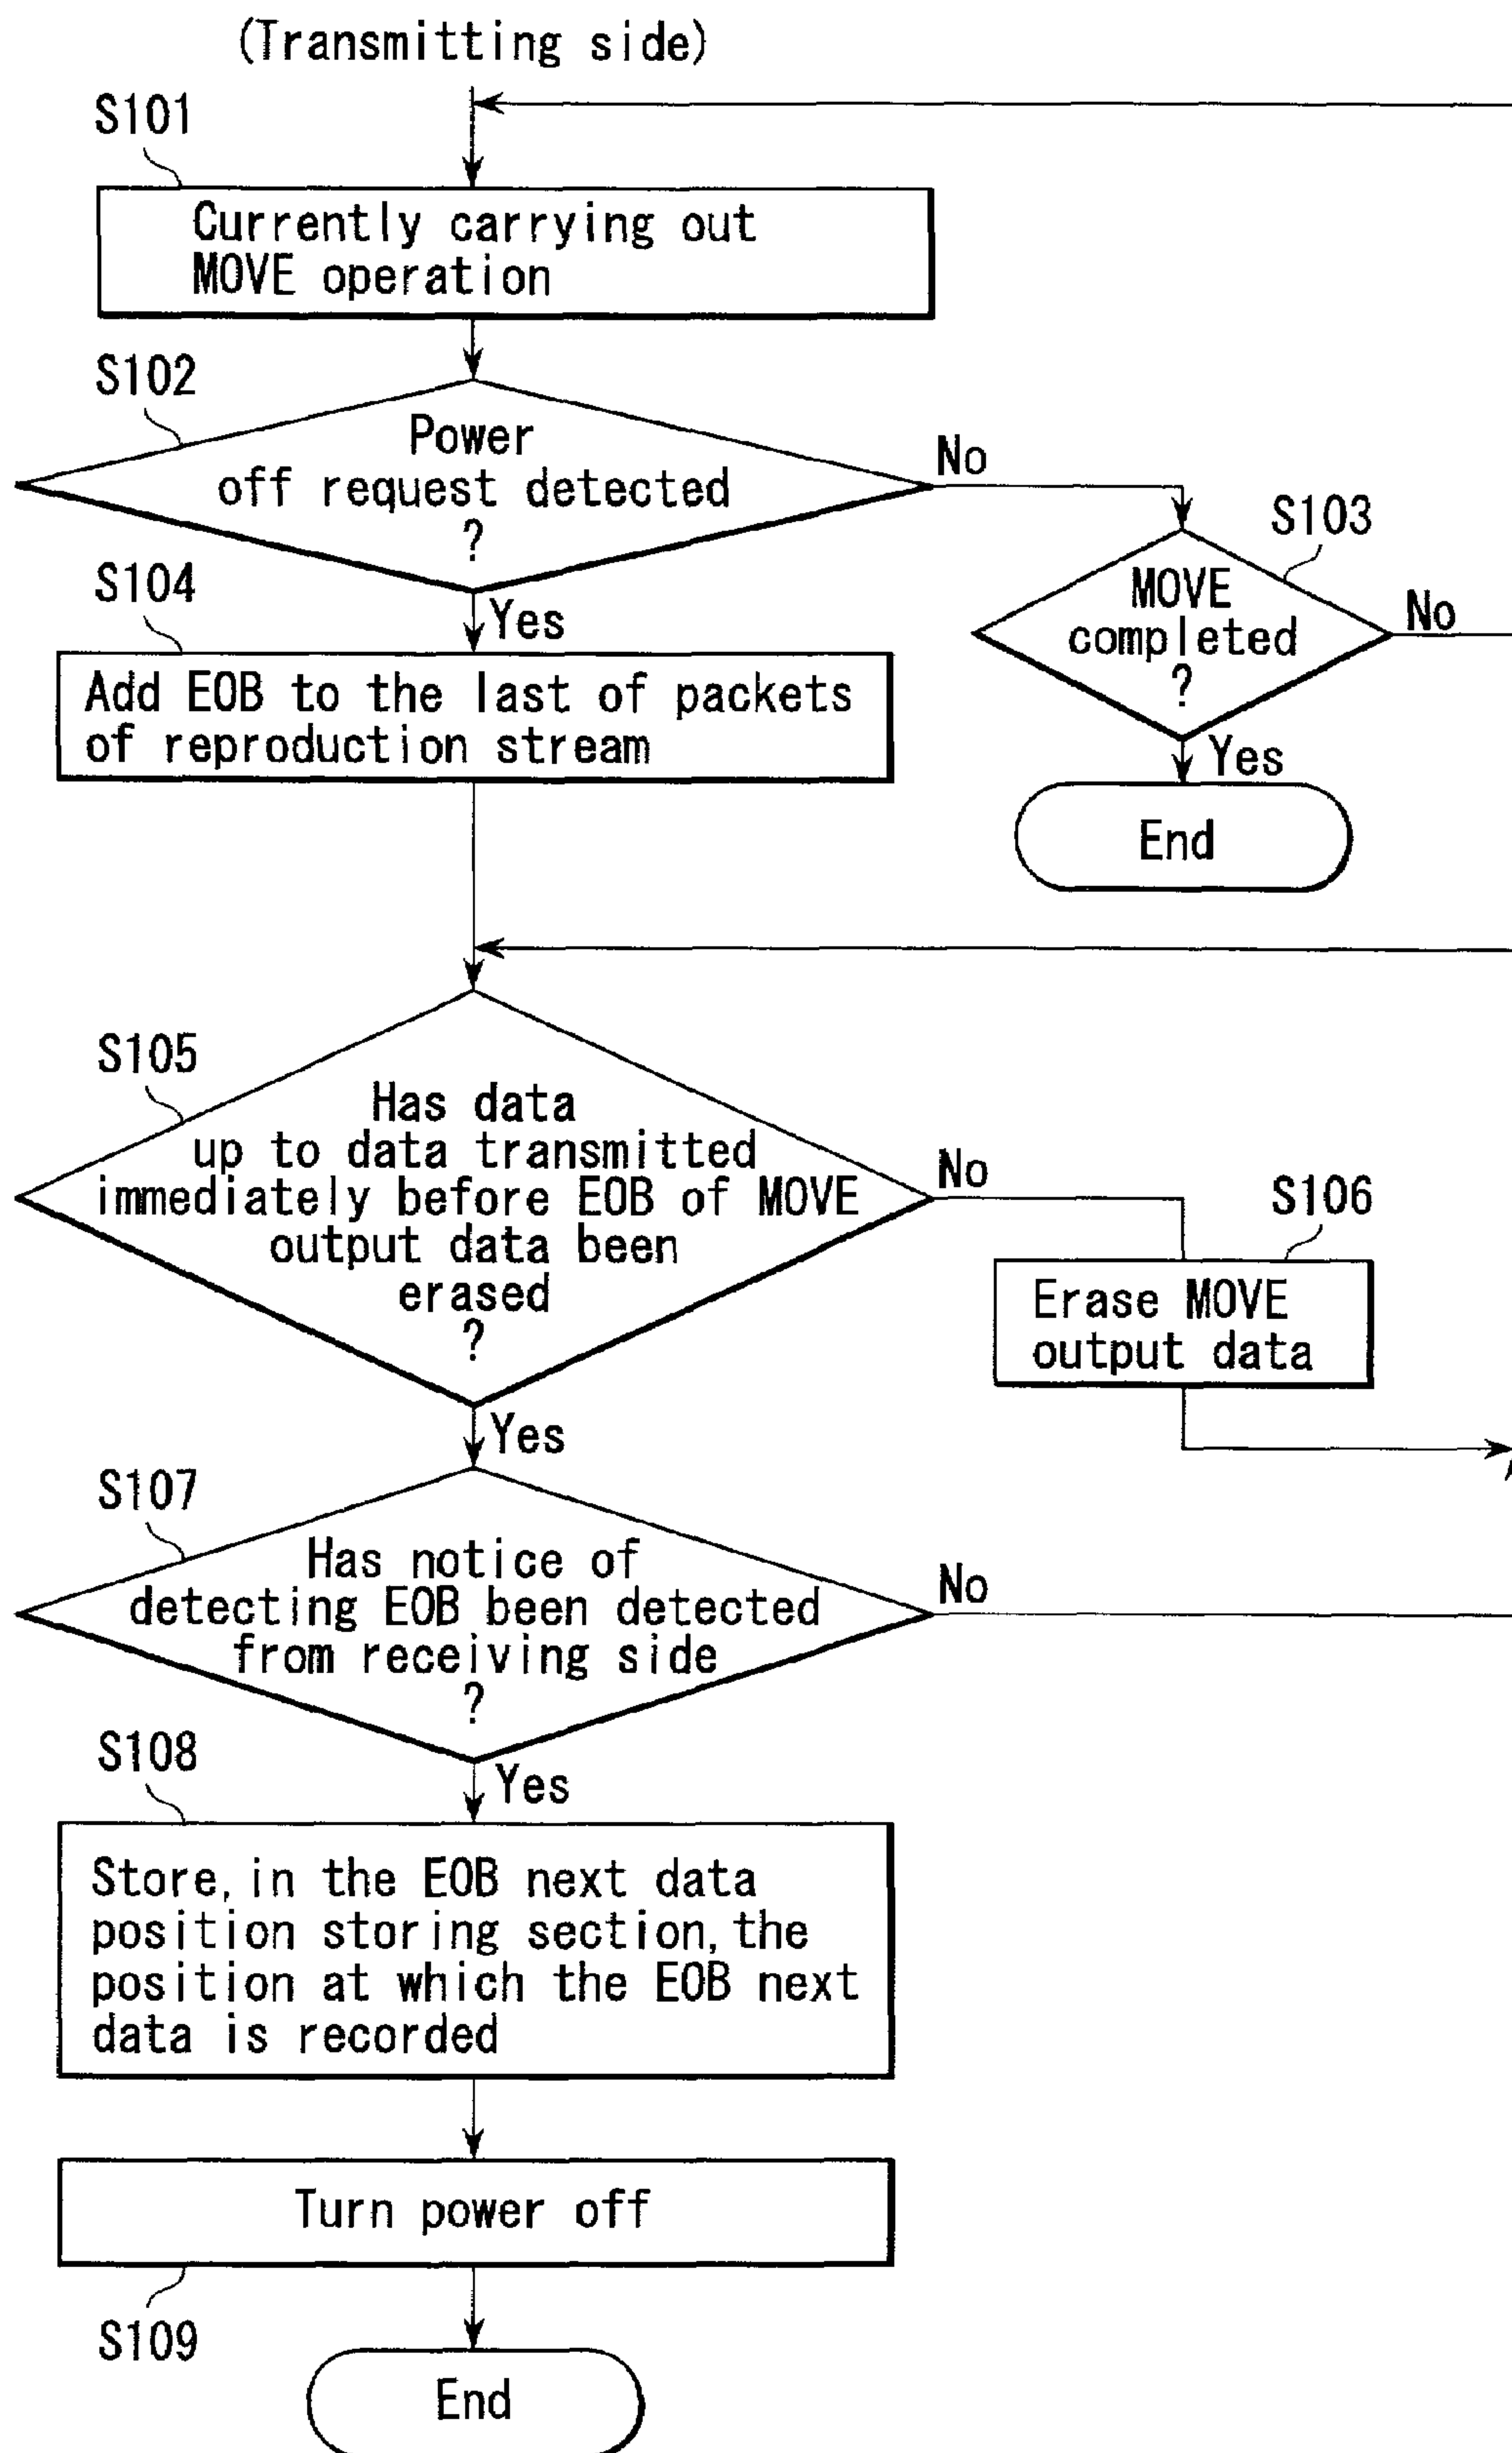 (Transmitting side)
S101
Currently carrying out
MOVE operation
S102
Power
off request detected
?
No
S103
MOVE
completed
?
No
Yes
End
Yes
S104
Add EOB to the last of packets
of reproduction stream
S105
Has data
up to data transmitted
immediately before EOB of MOVE
output data been
erased
?
No
S106
Erase MOVE
output data
Yes
S107
Has notice of
detecting EOB been detected
from receiving side
?
No
Yes
S108
Store, in the EOB next data
position storing section, the
position at which the EOB next
data is recorded
Turn power off
S109
End